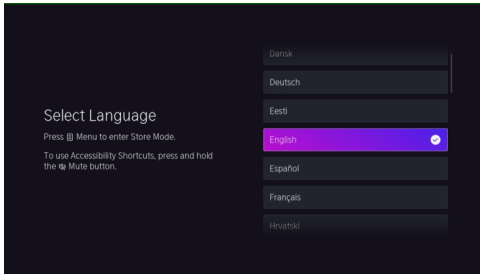 Select Language
Press Menu to enter Store Mode.
To use Accessibility Shortcuts, press and hold
the Mute button.
Dansk
Deutsch
Eesti
English
Español
Français
Hrvatski